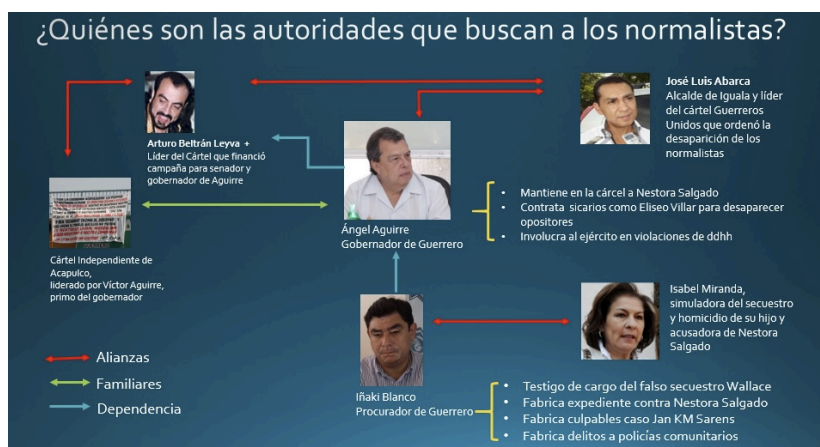 ¿Quiénes son las autoridades que buscan a los normalistas?
Arturo Beltrán Leyva +
Líder del Cártel que financió
campaña para senador y
gobernador de Aguirre
José Luis Abarca
Alcalde de Iguala y líder
del cártel Guerreros
Unidos que ordenó la
desaparición de los
normalistas
Ángel Aguirre
Gobernador de Guerrero
• Mantiene en la cárcel a Nestora Salgado
• Contrata sicarios como Eliseo Villar para desaparecer
opositores
• Involucra al ejército en violaciones de ddhh
Cártel Independiente de
Acapulco,
liderado por Víctor Aguirre,
primo del gobernador
Isabel Miranda,
simuladora del secuestro
y homicidio de su hijo y
acusadora de Nestora
Salgado
Iñaki Blanco
Procurador de Guerrero
• Testigo de cargo del falso secuestro Wallace
• Fabrica expediente contra Nestora Salgado
• Fabrica culpables caso Jan KM Sarens
• Fabrica delitos a policías comunitarios
Alianzas
Familiares
Dependencia